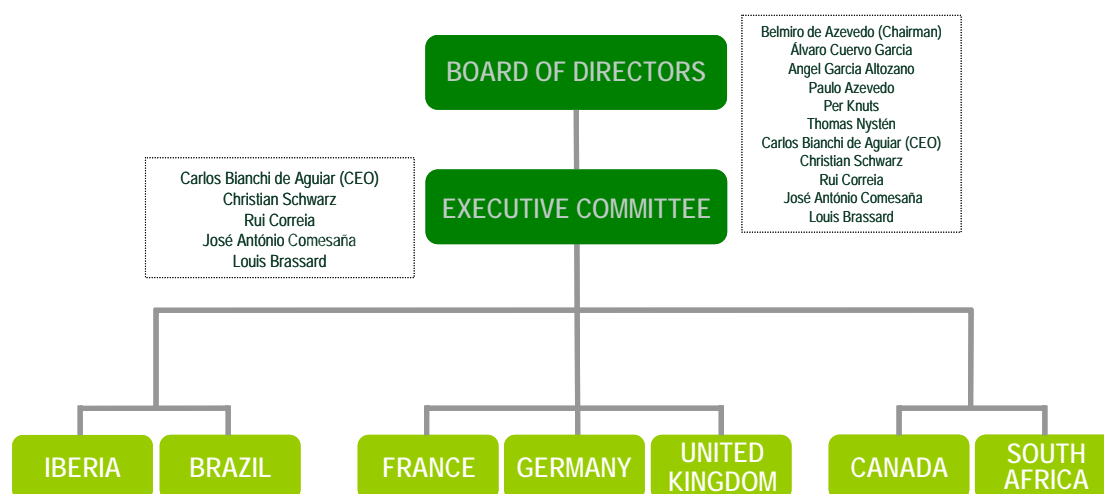 BOARD OF DIRECTORS
Belmiro de Azevedo (Chairman)
Álvaro Cuervo Garcia
Angel Garcia Altozano
Paulo Azevedo
Per Knuts
Thomas Nystén
Carlos Bianchi de Aguiar (CEO)
Christian Schwarz
Rui Correia
José António Comesaña
Louis Brassard
Carlos Bianchi de Aguiar (CEO)
Christian Schwarz
Rui Correia
José António Comesaña
Louis Brassard
EXECUTIVE COMMITTEE
IBERIA
BRAZIL
FRANCE
GERMANY
UNITED
KINGDOM
CANADA
SOUTH
AFRICA